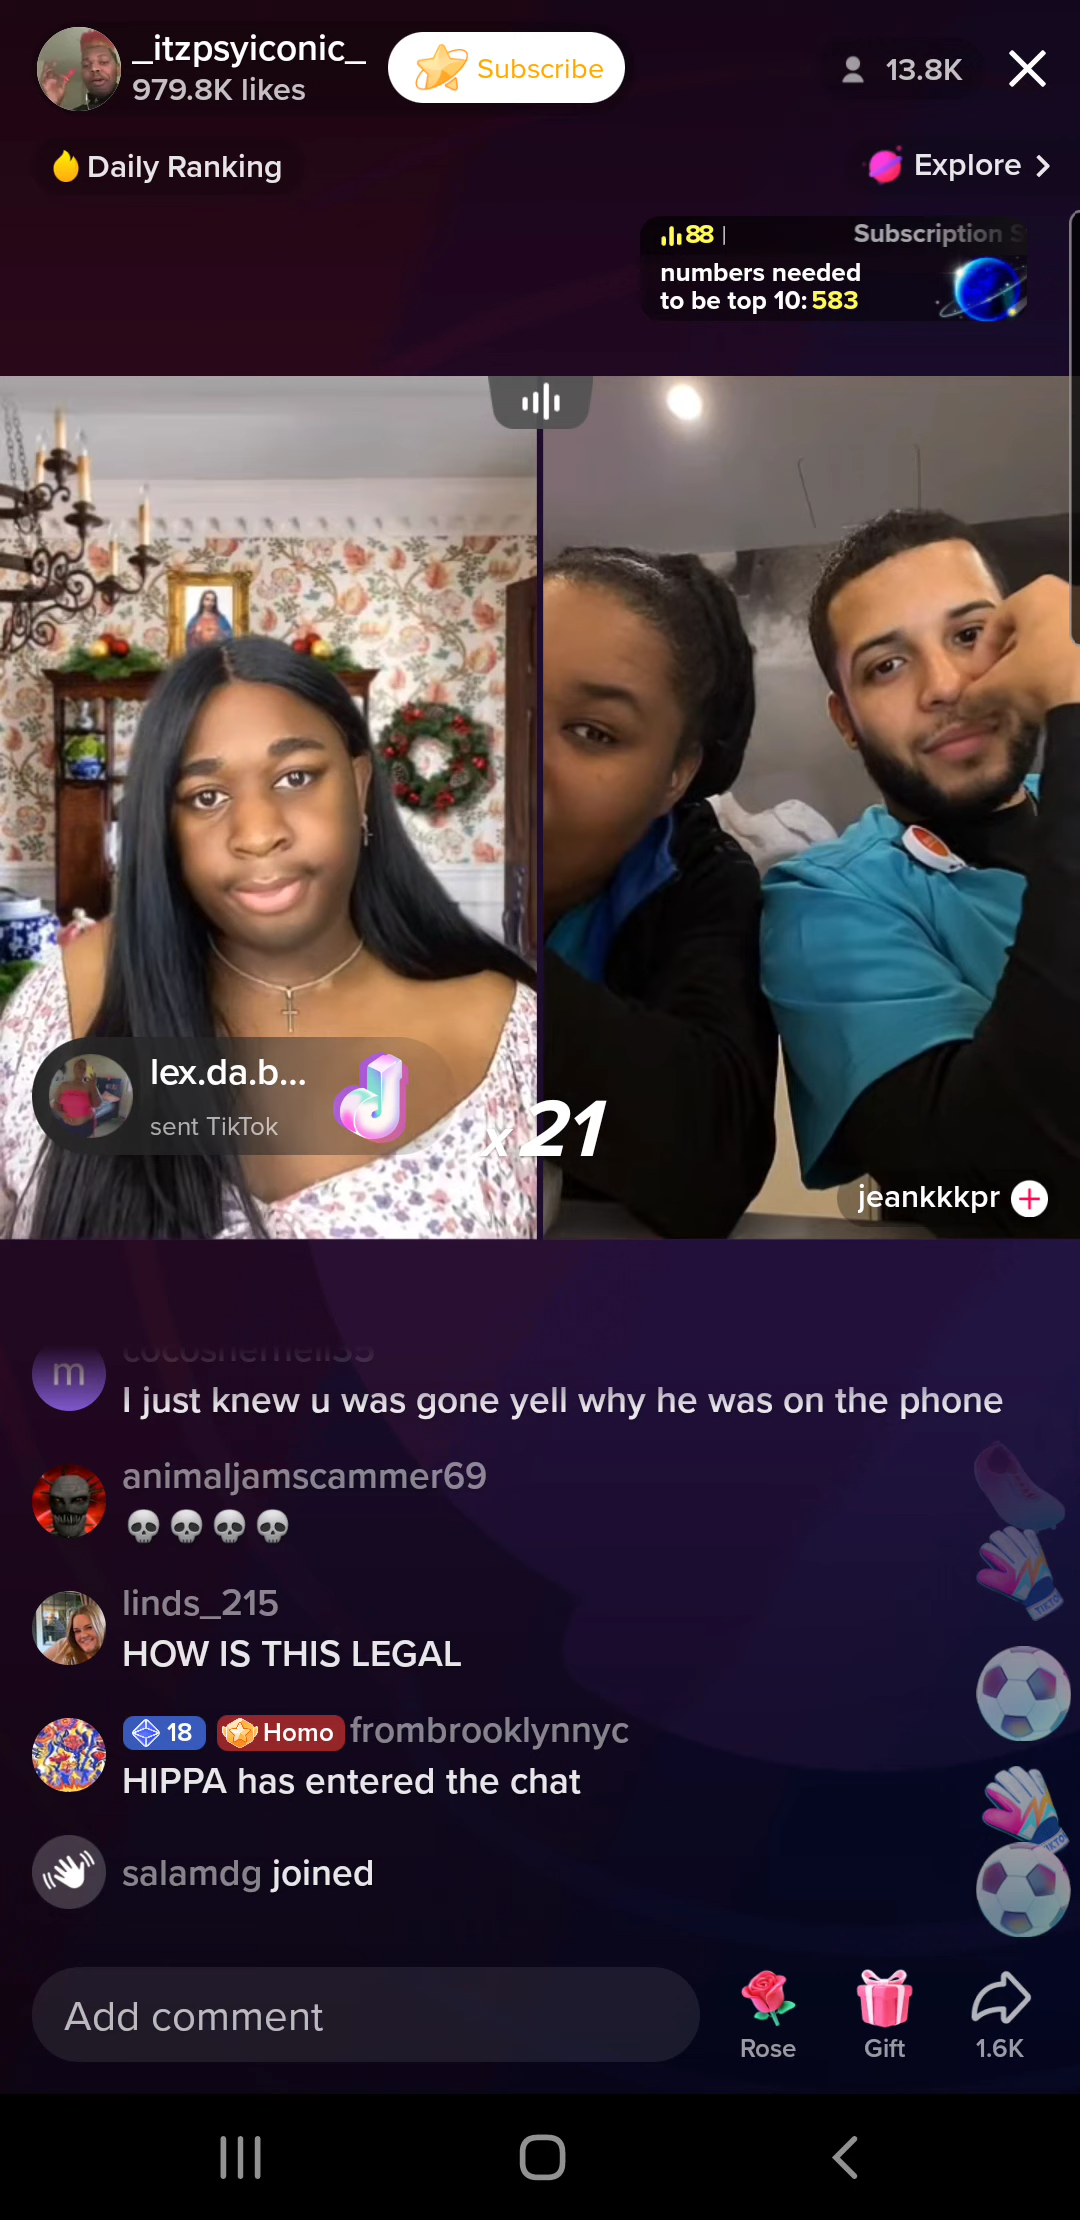 _itzpsyiconic_
979.8K likes
Subscribe
13.8K
Daily Ranking
Explore
88 | Subscription
numbers needed
to be top 10: 583
lex.da.b...
sent TikTok
x 21
jeankkkpr
m
I just knew u was gone yell why he was on the phone
animaljamscammer69
linds_215
HOW IS THIS LEGAL
18 Homo frombrooklynnyc
HIPPA has entered the chat
salamdg joined
Add comment
Rose
Gift
1.6K